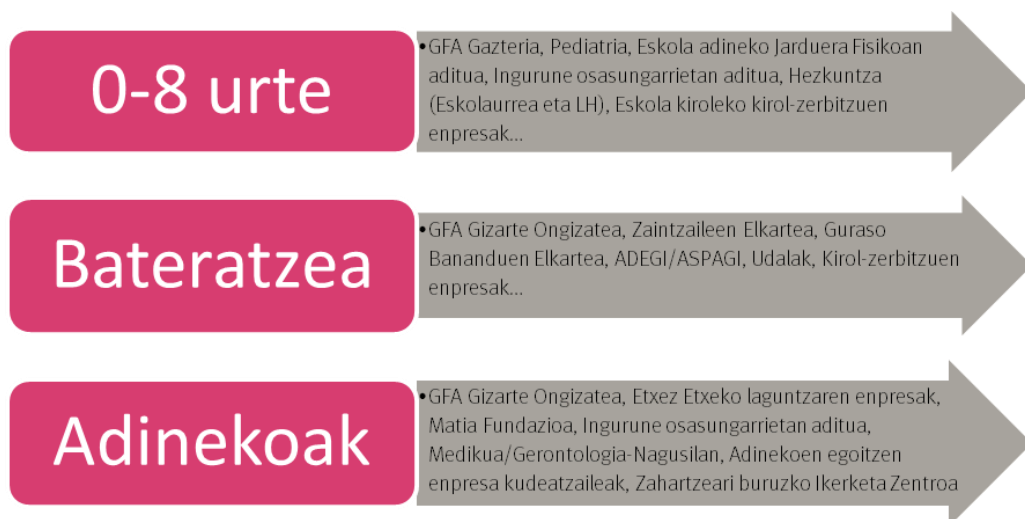 0-8 urte
•GFA Gazteria, Pediatria, Eskola adineko Jarduera Fisikoan
aditua, Ingurune osasungarrietan aditua, Hezkuntza
(Eskolaurrea eta LH), Eskola kiroleko kirol-zerbitzuen
enpresak...
Bateratzea
•GFA Gizarte Ongizatea, Zaintzaileen Elkartea, Guraso
Bananduen Elkartea, ADEGI/ASPAGI, Udalak, Kirol-zerbitzuen
enpresak...
Adinekoak
•GFA Gizarte Ongizatea, Etxez Etxeko laguntzaren enpresak,
Matia Fundazioa, Ingurune osasungarrietan aditua,
Medikua/Gerontologia-Nagusilan, Adinekoen egoitzen
enpresa kudeatzaileak, Zahartzeari buruzko Ikerketa Zentroa